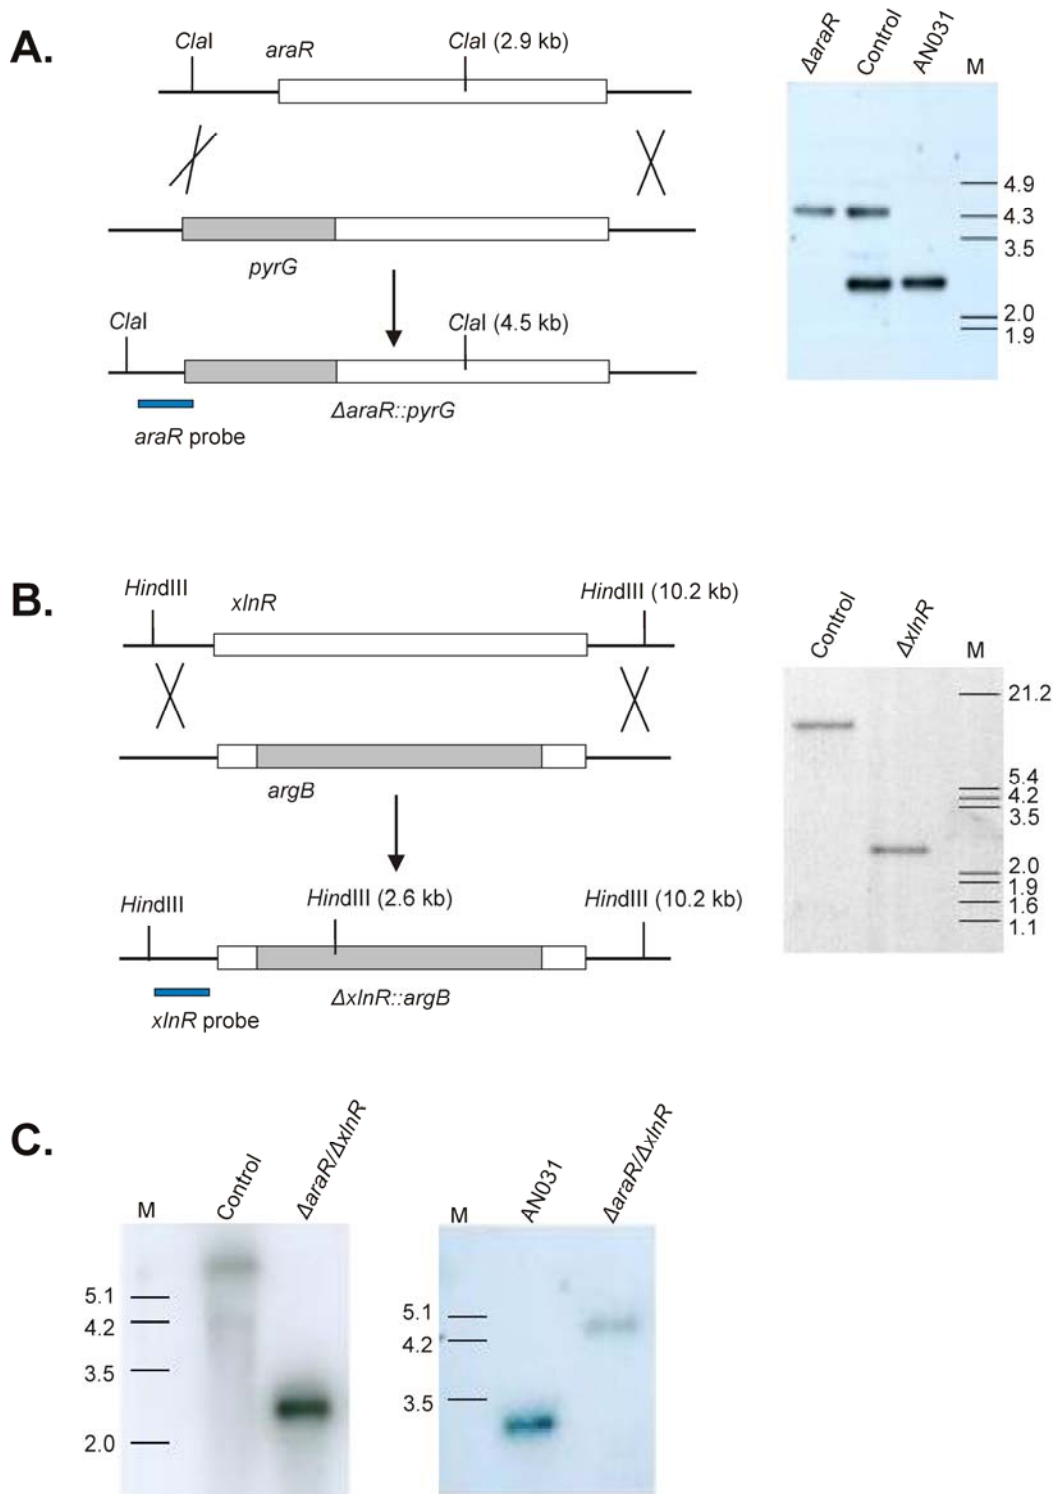 A.
ClaI
araR
ClaI (2.9 kb)
pyrG
ClaI
ClaI (4.5 kb)
ΔaraR::pyrG
araR probe
ΔaraR
Control
AN031
M
4.9
4.3
3.5
2.0
1.9
B.
HindIII
xlnR
HindIII (10.2 kb)
argB
HindIII
HindIII (2.6 kb)
HindIII (10.2 kb)
ΔxlnR::argB
xlnR probe
Control
ΔxlnR
M
21.2
5.4
4.2
3.5
2.0
1.9
1.6
1.1
C.
M
Control
ΔaraR/ΔxlnR
5.1
4.2
3.5
2.0
M
AN031
ΔaraR/ΔxlnR
5.1
4.2
3.5